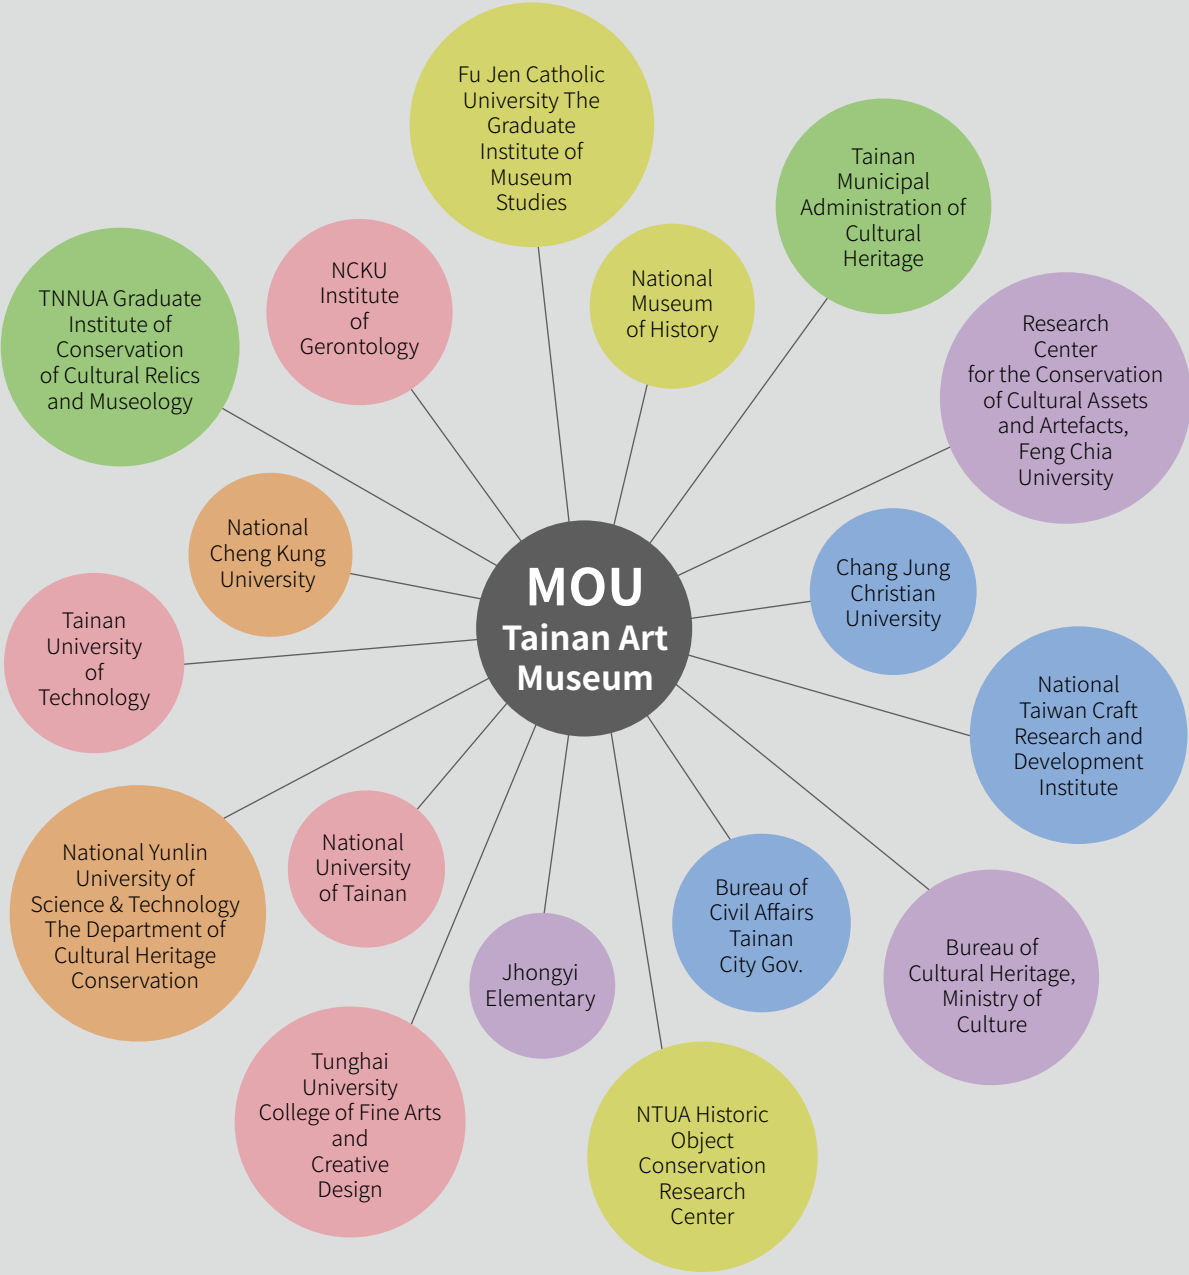 Fu Jen Catholic
University The
Graduate
Institute of
Museum
Studies
Tainan
Municipal
Administration of
Cultural
Heritage
National
Museum
of History
NCKU
Institute
of
Gerontology
TNNUA Graduate
Institute of
Conservation
of Cultural Relics
and Museology
Research
Center
for the Conservation
of Cultural Assets
and Artefacts,
Feng Chia
University
National
Cheng Kung
University
Chang Jung
Christian
University
MOU
Tainan Art
Museum
Tainan
University
of
Technology
National
Taiwan Craft
Research and
Development
Institute
National Yunlin
University of
Science & Technology
The Department of
Cultural Heritage
Conservation
National
University
of Tainan
Bureau of
Civil Affairs
Tainan
City Gov.
Jhongyi
Elementary
Bureau of
Cultural Heritage,
Ministry of
Culture
Tunghai
University
College of Fine Arts
and
Creative
Design
NTUA Historic
Object
Conservation
Research
Center